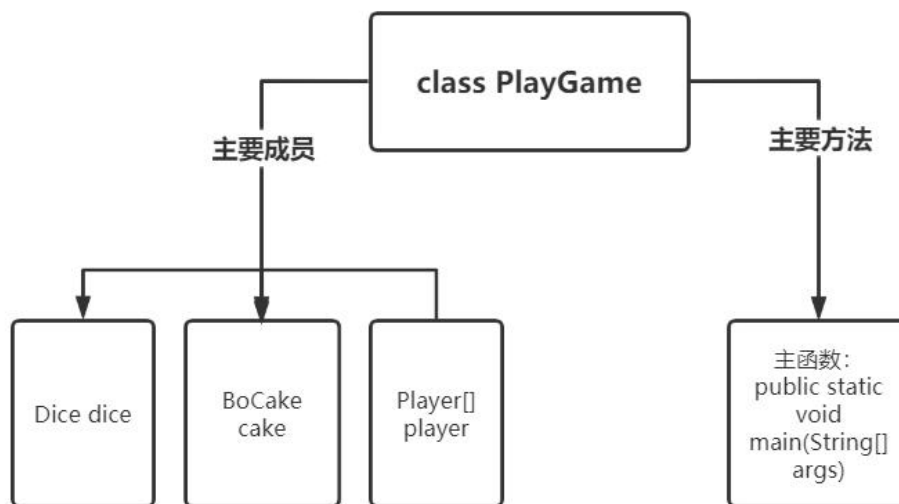 class PlayGame
主要成员
主要方法
Dice dice
BoCake
cake
Player[]
player
主函数：
public static
void
main(String[]
args)